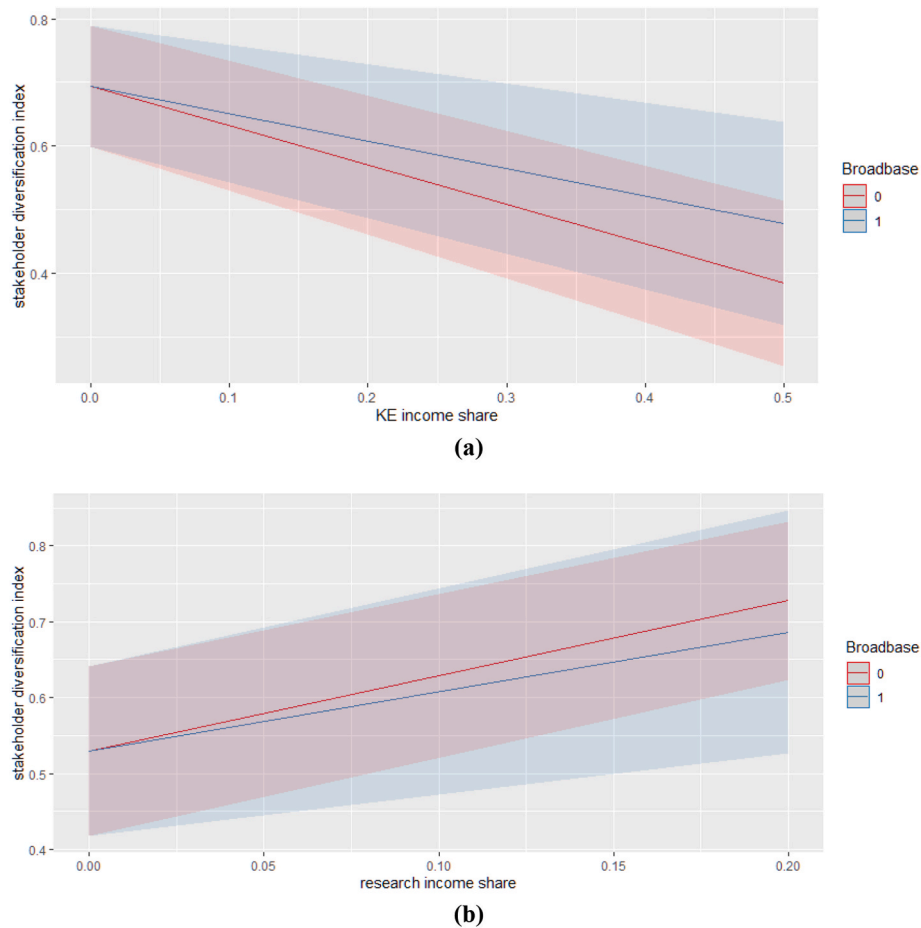 0.8
0.6
0.4
stakeholder diversification index
0.0 0.1 0.2 0.3 0.4 0.5
KE income share
Broadbase
0
1
(a)
0.8
0.7
0.6
0.5
0.4
stakeholder diversification index
0.00 0.05 0.10 0.15 0.20
research income share
Broadbase
0
1
(b)